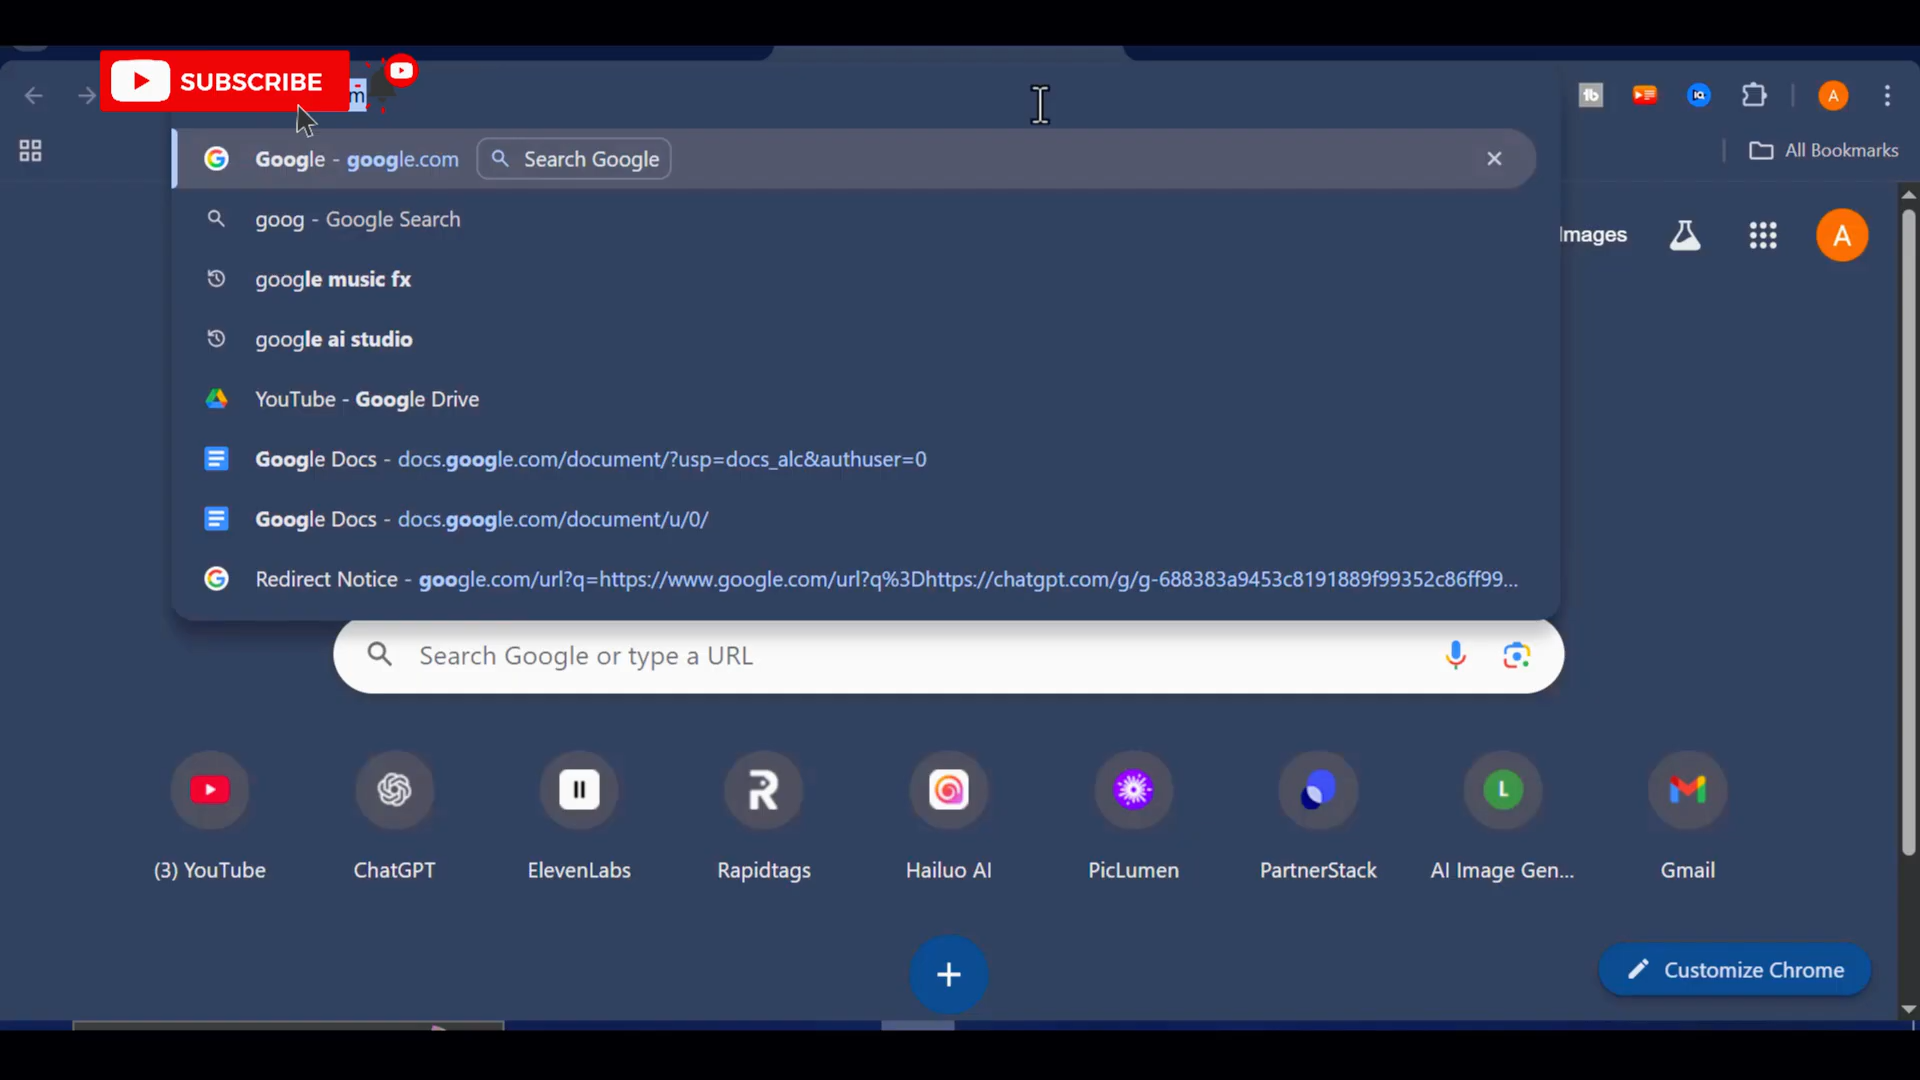 SUBSCRIBE
m
All Bookmarks
Google - google.com Search Google
goog - Google Search
Images
A
A
google music fx
google ai studio
YouTube - Google Drive
Google Docs - docs.google.com/document/?usp=docs_alc&authuser=0
Google Docs - docs.google.com/document/u/0/
Redirect Notice - google.com/url?q=https://www.google.com/url?q%3Dhttps://chatgpt.com/g/g-688383a9453c8191889f99352c86ff99...
Search Google or type a URL
L
(3) YouTube
ChatGPT
ElevenLabs
Rapidtags
Hailuo AI
PicLumen
PartnerStack
AI Image Gen...
Gmail
Customize Chrome